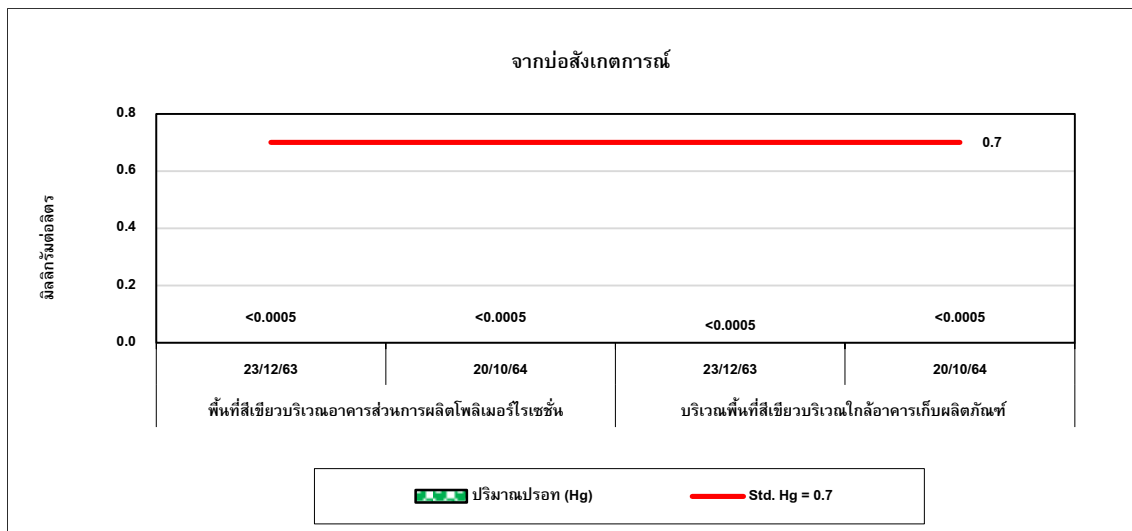 จากบ่อสังเกตการณ์
มิลลิกรัมต่อลิตร
0.8
0.6
0.4
0.2
0.0
0.7
<0.0005
<0.0005
<0.0005
<0.0005
23/12/63
20/10/64
23/12/63
20/10/64
พื้นที่สีเขียวบริเวณอาคารส่วนการผลิตโพลิเมอร์ไรเซชั่น
บริเวณพื้นที่สีเขียวบริเวณใกล้อาคารเก็บผลิตภัณฑ์
ปริมาณปรอท (Hg)
Std. Hg = 0.7